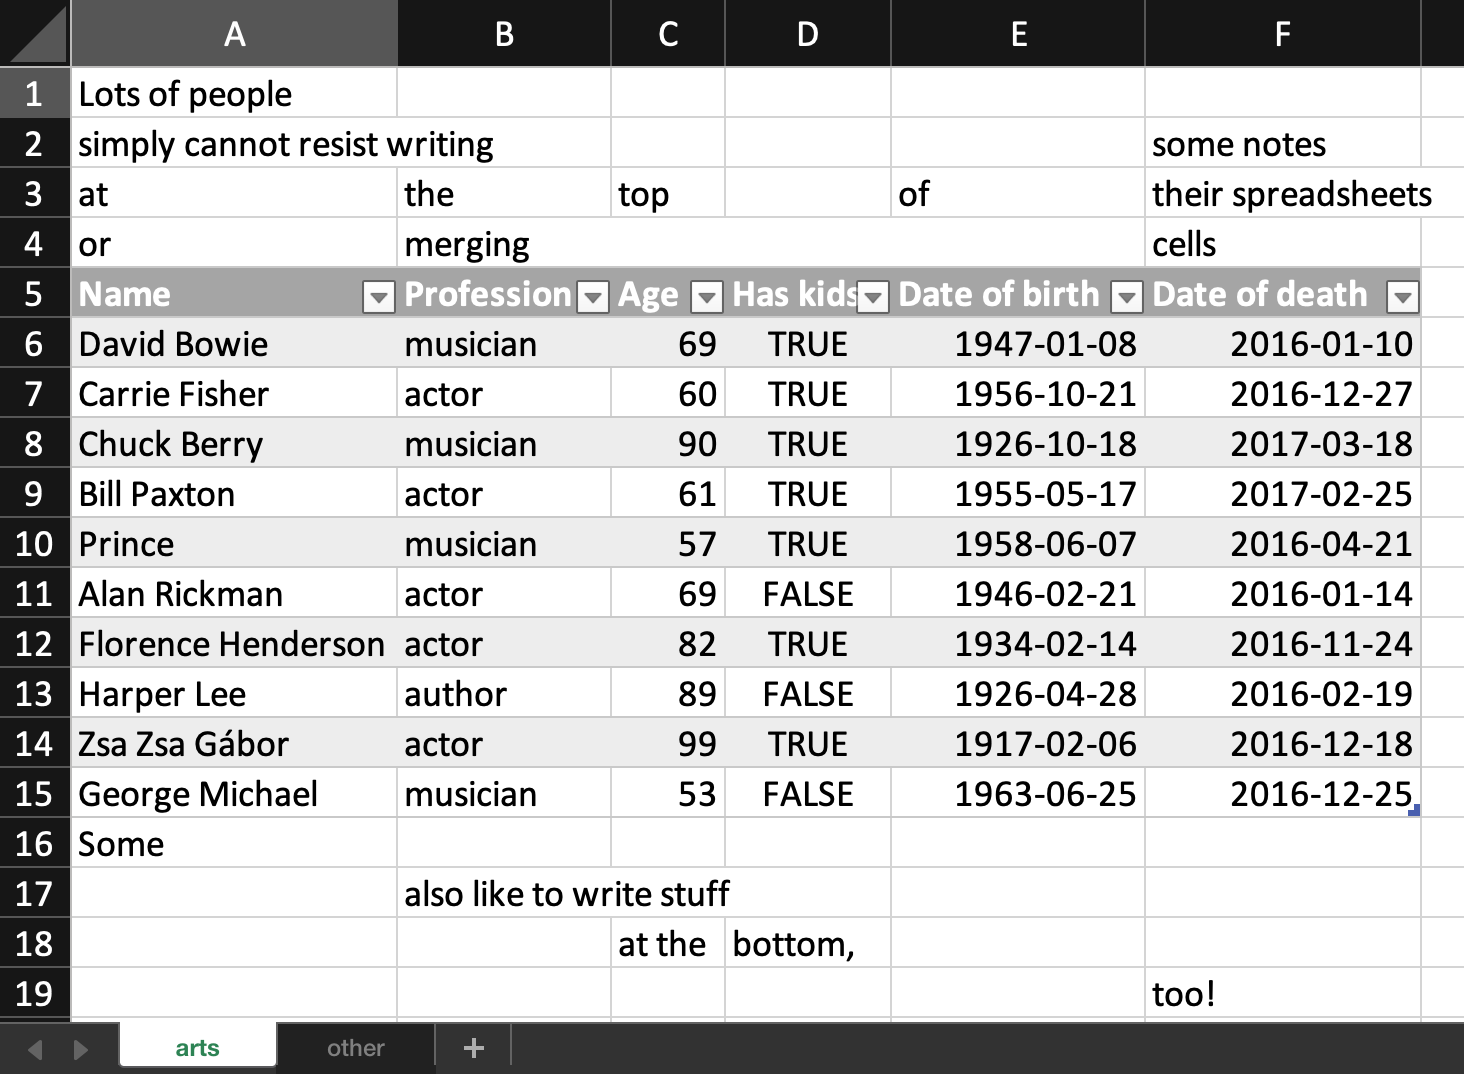 A B C D E F
1 Lots of people
2 simply cannot resist writing some notes
3 at the top of their spreadsheets
4 or merging cells
5 Name Profession Age Has kids Date of birth Date of death
6 David Bowie musician 69 TRUE 1947-01-08 2016-01-10
7 Carrie Fisher actor 60 TRUE 1956-10-21 2016-12-27
8 Chuck Berry musician 90 TRUE 1926-10-18 2017-03-18
9 Bill Paxton actor 61 TRUE 1955-05-17 2017-02-25
10 Prince musician 57 TRUE 1958-06-07 2016-04-21
11 Alan Rickman actor 69 FALSE 1946-02-21 2016-01-14
12 Florence Henderson actor 82 TRUE 1934-02-14 2016-11-24
13 Harper Lee author 89 FALSE 1926-04-28 2016-02-19
14 Zsa Zsa Gábor actor 99 TRUE 1917-02-06 2016-12-18
15 George Michael musician 53 FALSE 1963-06-25 2016-12-25
16 Some
17 also like to write stuff
18 at the bottom,
19 too!
arts other +